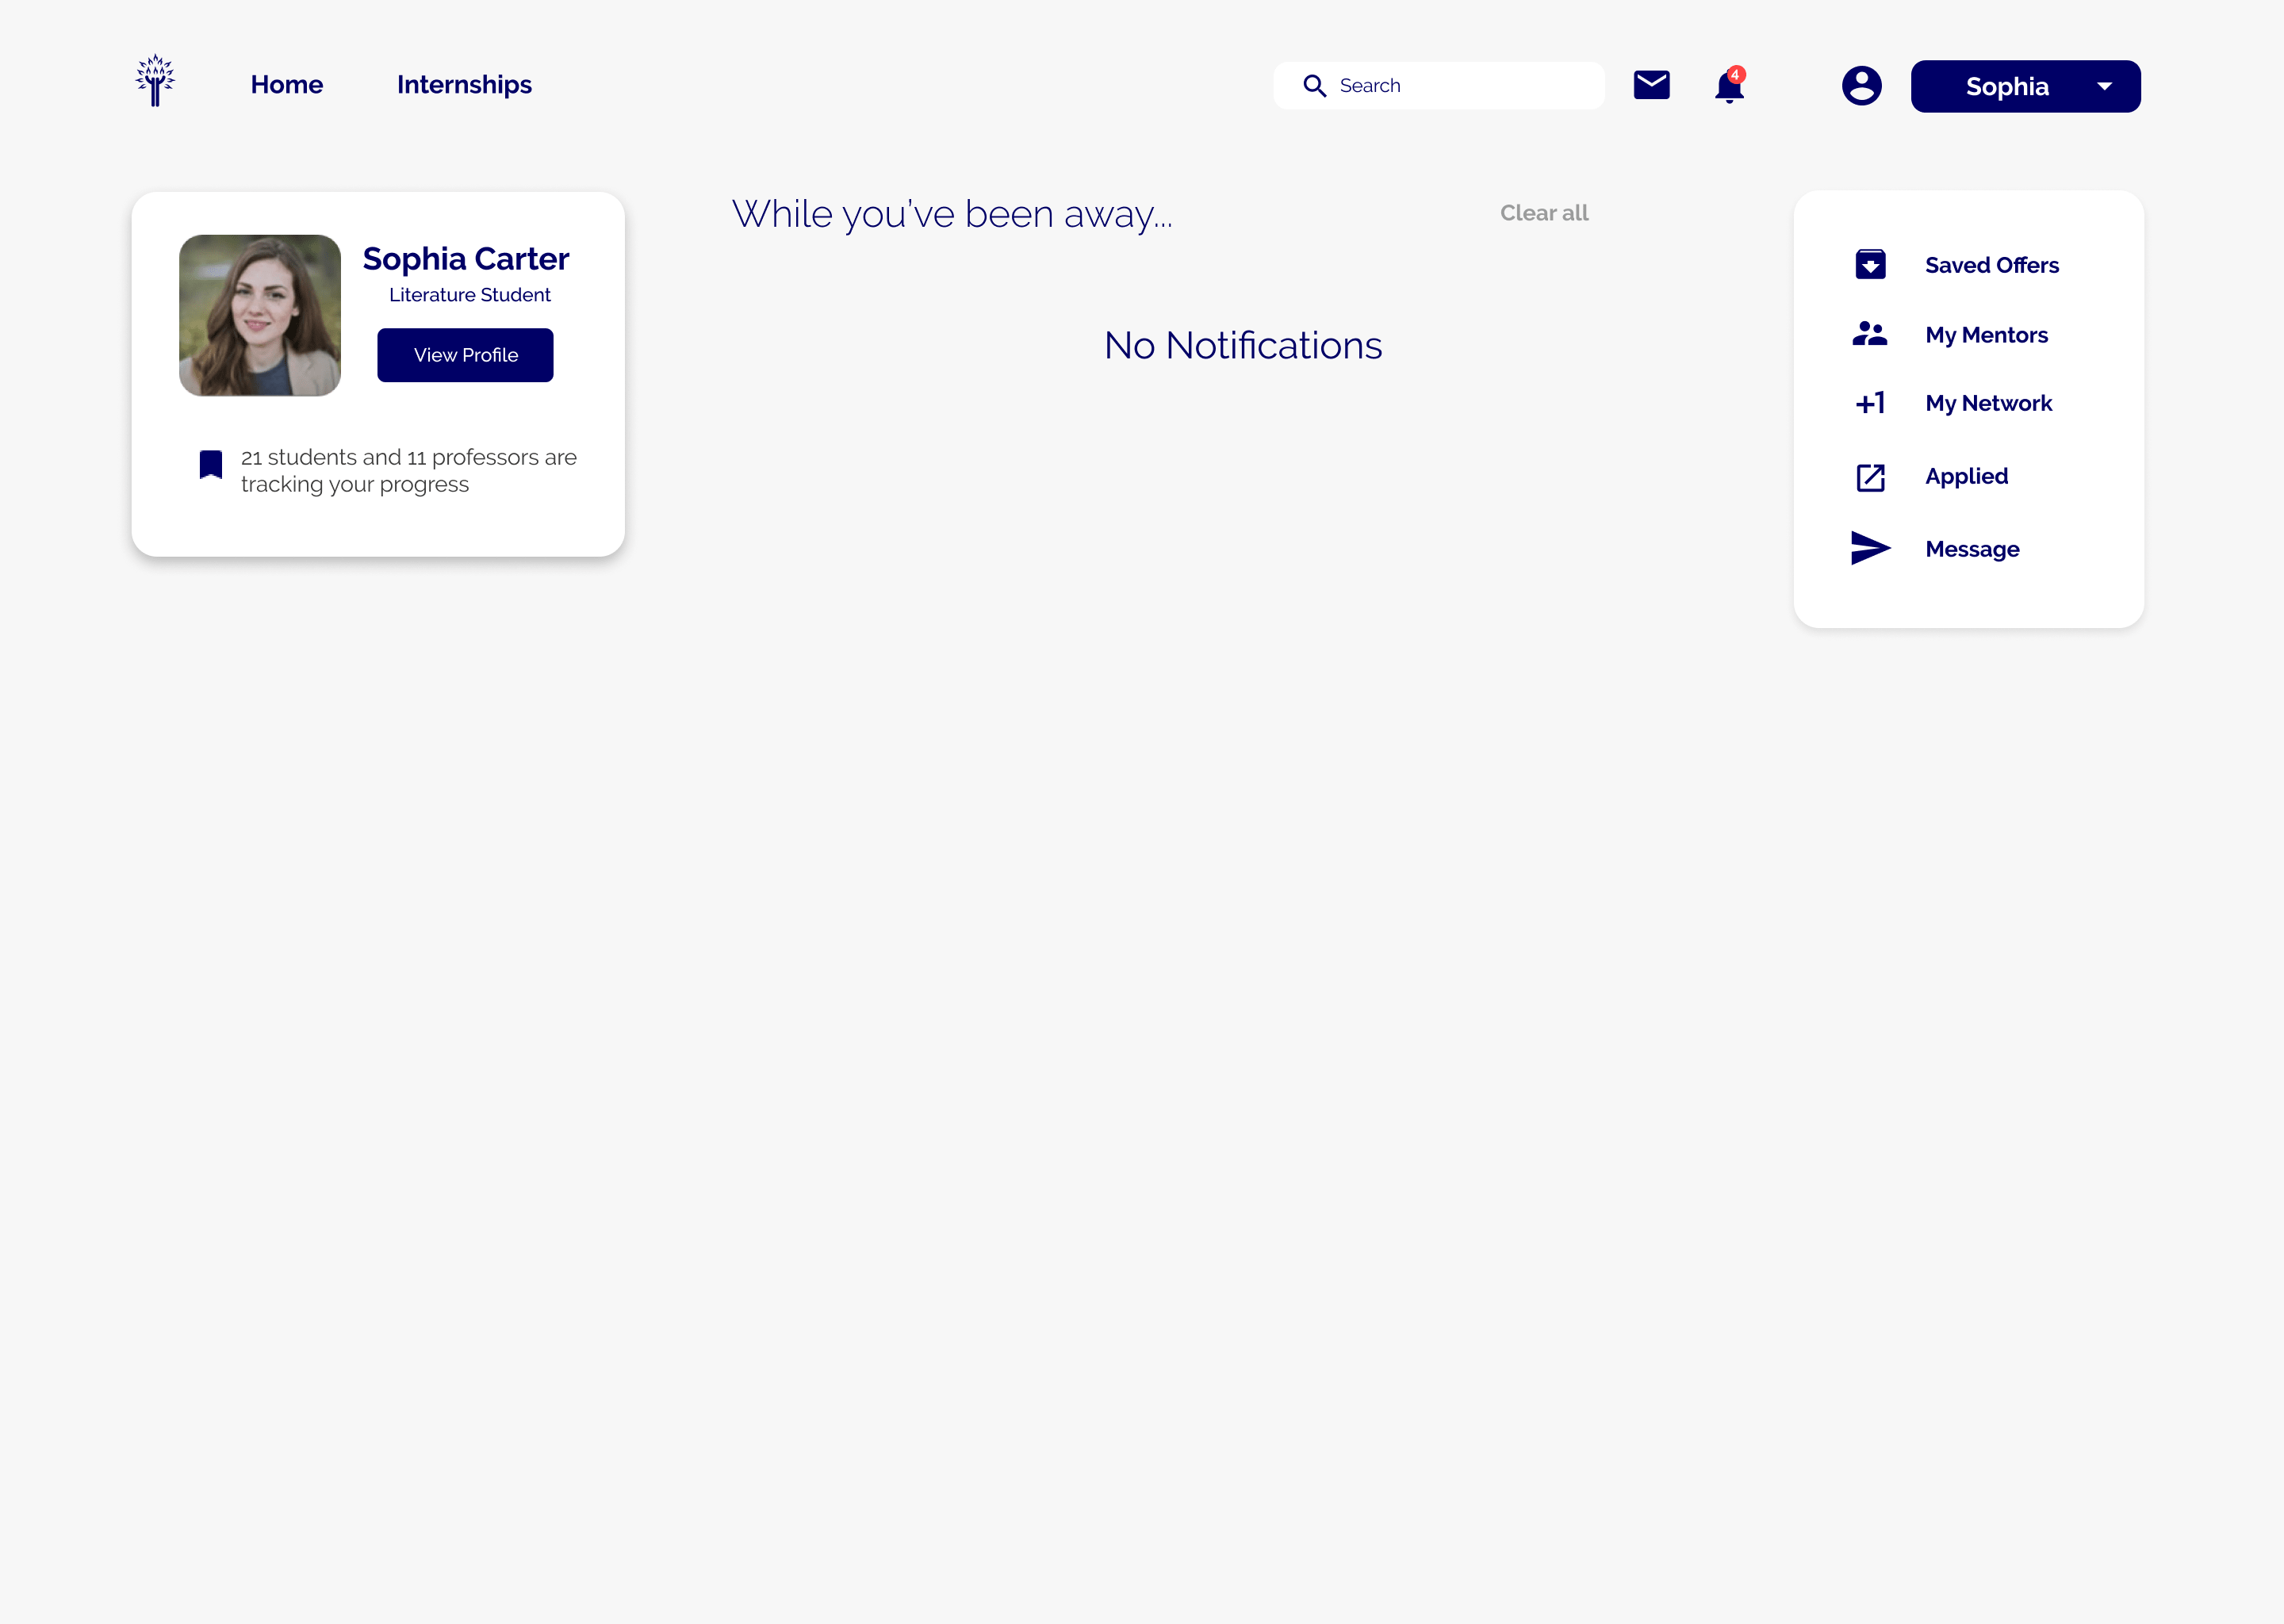 Home
Internships
Search
4
Sophia
Sophia Carter
Literature Student
View Profile
21 students and 11 professors are
tracking your progress
While you've been away...
Clear all
No Notifications
Saved Offers
My Mentors
+1
My Network
Applied
Message